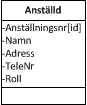 Anställd
-Anställningsnr[id]
-Namn
-Adress
-TeleNr
-Roll